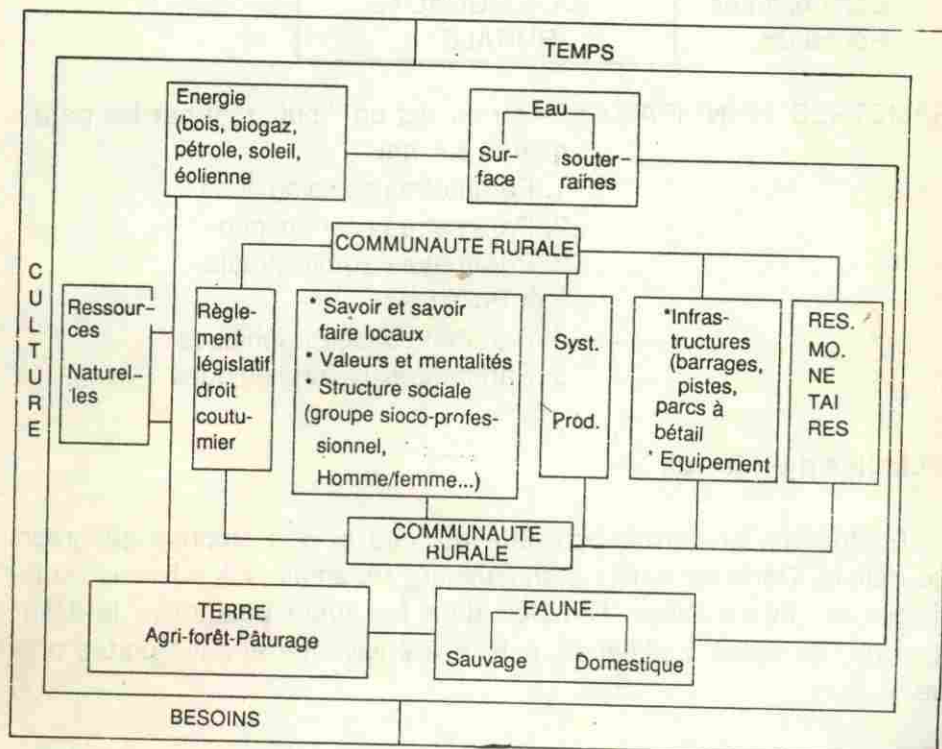 TEMPS
Energie
(bois, biogaz,
pétrole, soleil,
éolienne
Eau
Sur-
face
souter-
raines
COMMUNAUTE RURALE
CULTURE
Ressour-
ces
Naturel-
les
Règle-
ment
législatif
droit
coutu-
mier
* Savoir et savoir
faire locaux
* Valeurs et mentalités
* Structure sociale
(groupe sioco-profes-
sionnel,
Homme/femme...)
Syst.
Prod.
*Infras-
tructures
(barrages,
pistes,
parcs à
bétail
* Equipement
RES.
MO.
NE
TAI
RES
COMMUNAUTE
RURALE
TERRE
Agri-forêt-Pâturage
FAUNE
Sauvage
Domestique
BESOINS